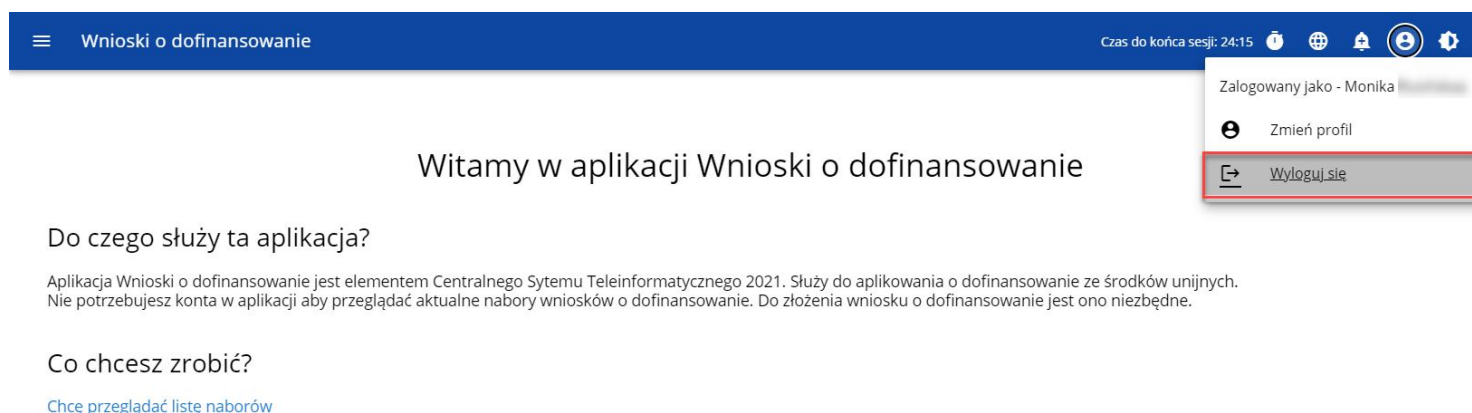 Wnioski o dofinansowanie
Czas do końca sesji: 24:15
Zalogowany jako - Monika
Zmień profil
Wyloguj się
Witamy w aplikacji Wnioski o dofinansowanie
Do czego służy ta aplikacja?
Aplikacja Wnioski o dofinansowanie jest elementem Centralnego Sytemu Teleinformatycznego 2021. Służy do aplikowania o dofinansowanie ze środków unijnych.
Nie potrzebujesz konta w aplikacji aby przeglądać aktualne nabory wniosków o dofinansowanie. Do złożenia wniosku o dofinansowanie jest ono niezbędne.
Co chcesz zrobić?
Chcę przeglądać listę naborów